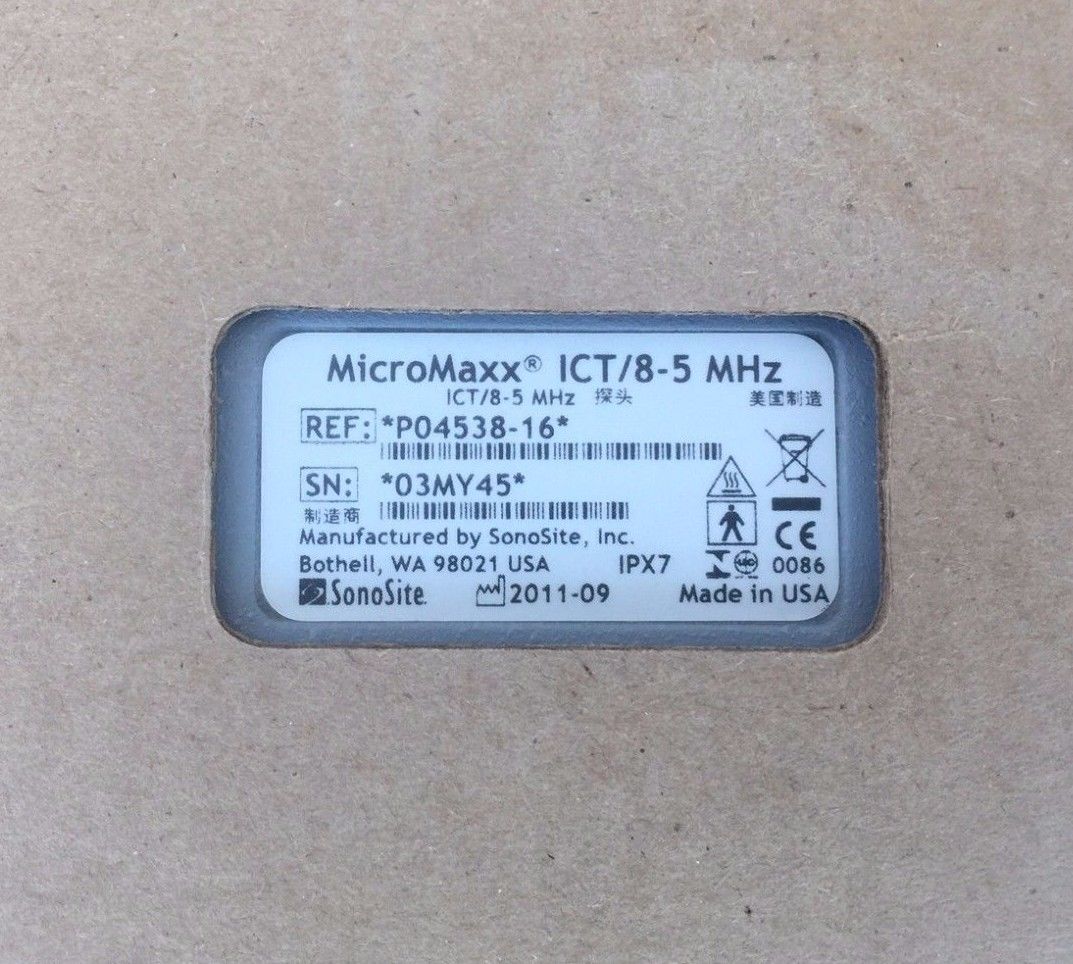 MicroMaxx® ICT/8-5 MHz
ICT/8-5 MHz 探头 美国制造
REF: *P04538-16*
SN: *03MY45*
制造商
Manufactured by SonoSite, Inc.
Bothell, WA 98021 USA IPX7 CE 0086
SonoSite 2011-09 Made in USA